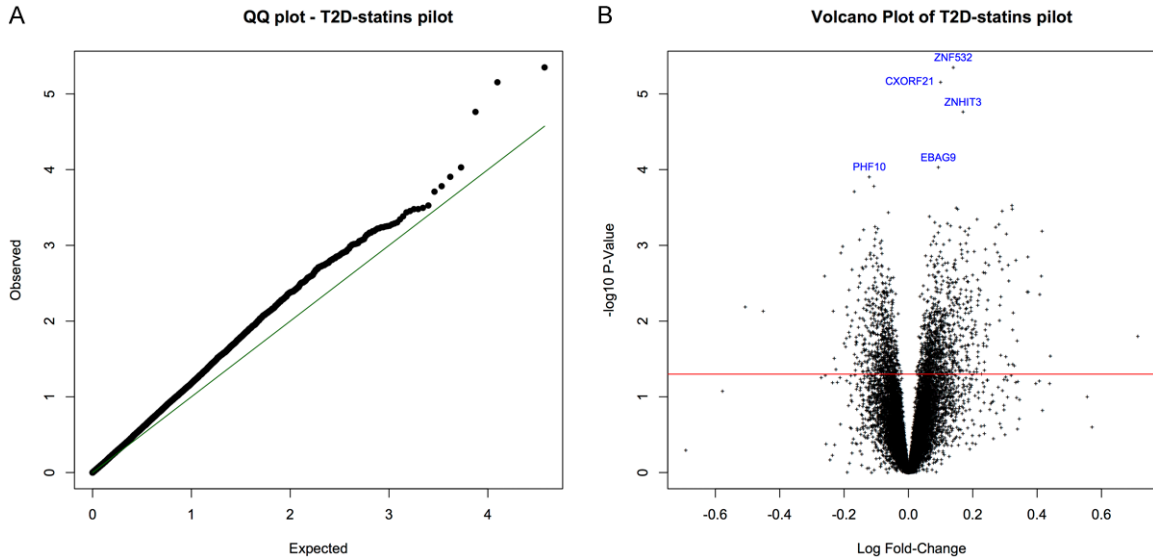 A
QQ plot - T2D-statins pilot
Observed
5
4
3
2
1
0
0 1 2 3 4
Expected
B
Volcano Plot of T2D-statins pilot
-log10 P-Value
5
4
3
2
1
0
ZNF532
CXORF21
ZNHIT3
EBAG9
PHF10
-0.6 -0.4 -0.2 0.0 0.2 0.4 0.6
Log Fold-Change